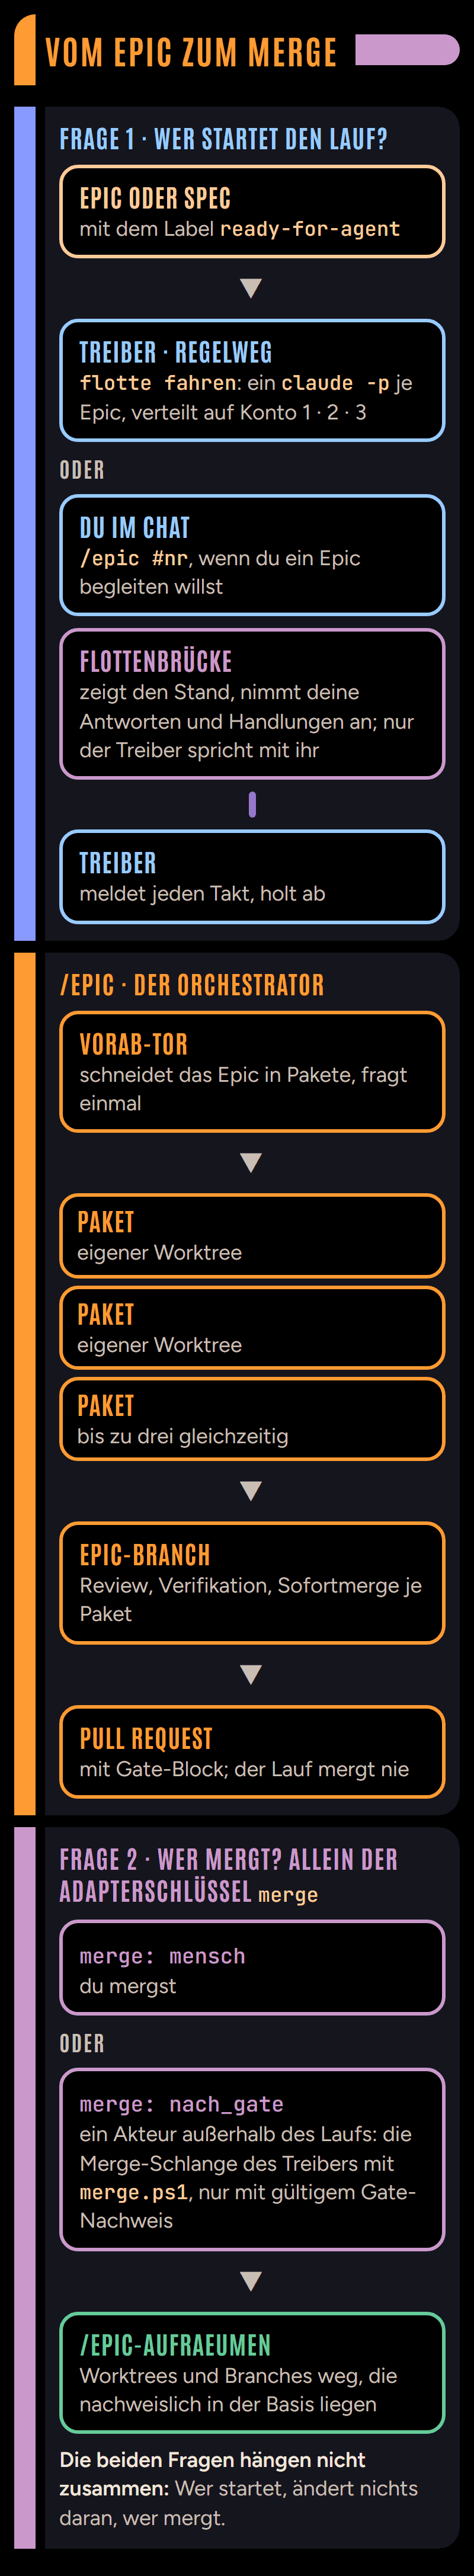 VOM EPIC ZUM MERGE
FRAGE 1 · WER STARTET DEN LAUF?
EPIC ODER SPEC
mit dem Label ready-for-agent
TREIBER · REGELWEG
flotte fahren: ein claude -p je
Epic, verteilt auf Konto 1 · 2 · 3
ODER
DU IM CHAT
/epic #nr, wenn du ein Epic
begleiten willst
FLOTTENBRÜCKE
zeigt den Stand, nimmt deine
Antworten und Handlungen an; nur
der Treiber spricht mit ihr
TREIBER
meldet jeden Takt, holt ab
/EPIC · DER ORCHESTRATOR
VORAB-TOR
schneidet das Epic in Pakete, fragt
einmal
PAKET
eigener Worktree
PAKET
eigener Worktree
PAKET
bis zu drei gleichzeitig
EPIC-BRANCH
Review, Verifikation, Sofortmerge je
Paket
PULL REQUEST
mit Gate-Block; der Lauf mergt nie
FRAGE 2 · WER MERGT? ALLEIN DER
ADAPTERSCHLÜSSEL merge
merge: mensch
du mergst
ODER
merge: nach_gate
ein Akteur außerhalb des Laufs: die
Merge-Schlange des Treibers mit
merge.ps1, nur mit gültigem Gate-
Nachweis
/EPIC-AUFRAEUMEN
Worktrees und Branches weg, die
nachweislich in der Basis liegen
Die beiden Fragen hängen nicht
zusammen: Wer startet, ändert nichts
daran, wer mergt.